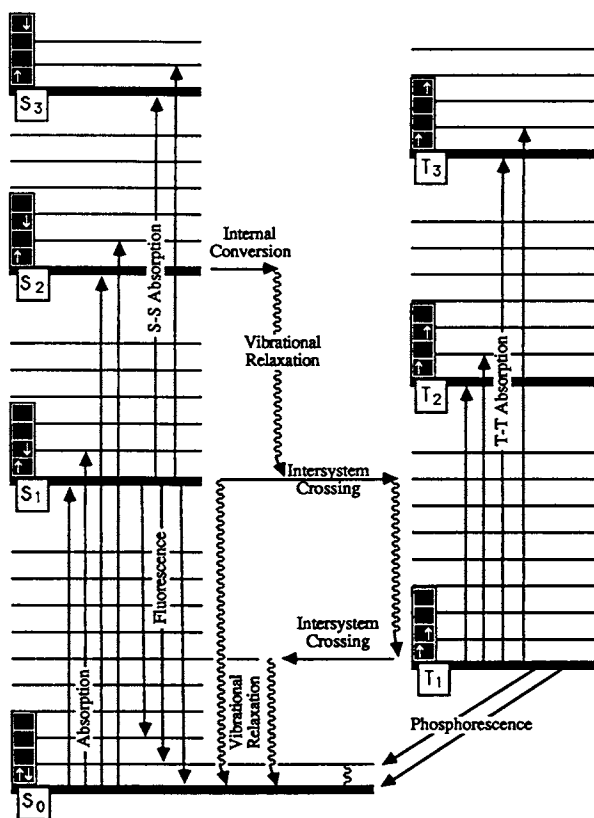 S3
T3
Internal
Conversion
S2
S-S Absorption
Vibrational
Relaxation
T2
T-T Absorption
Intersystem
Crossing
S1
Fluorescence
Intersystem
Crossing
T1
Absorption
Vibrational
Relaxation
Phosphorescence
S0